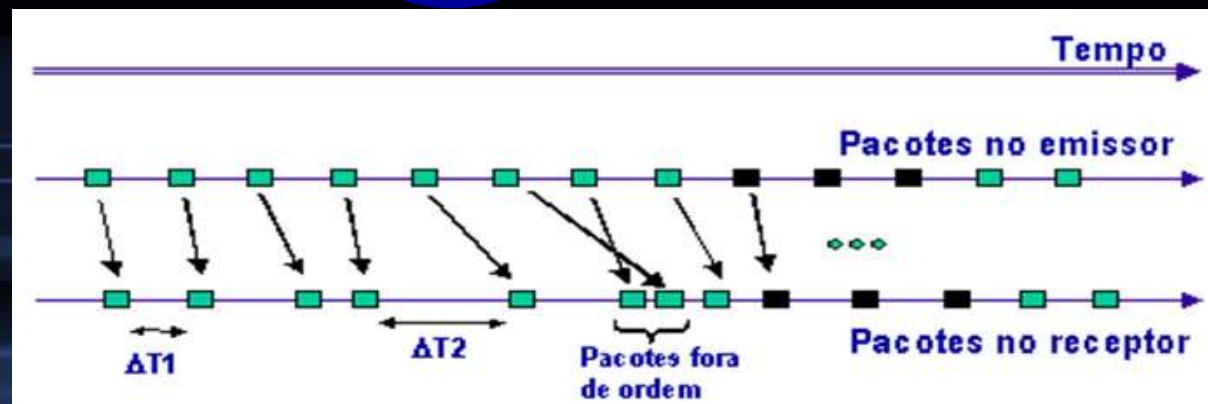 Tempo
Pacotes no emissor
ΔT1
ΔT2
Pacotes fora
de ordem
Pacotes no receptor